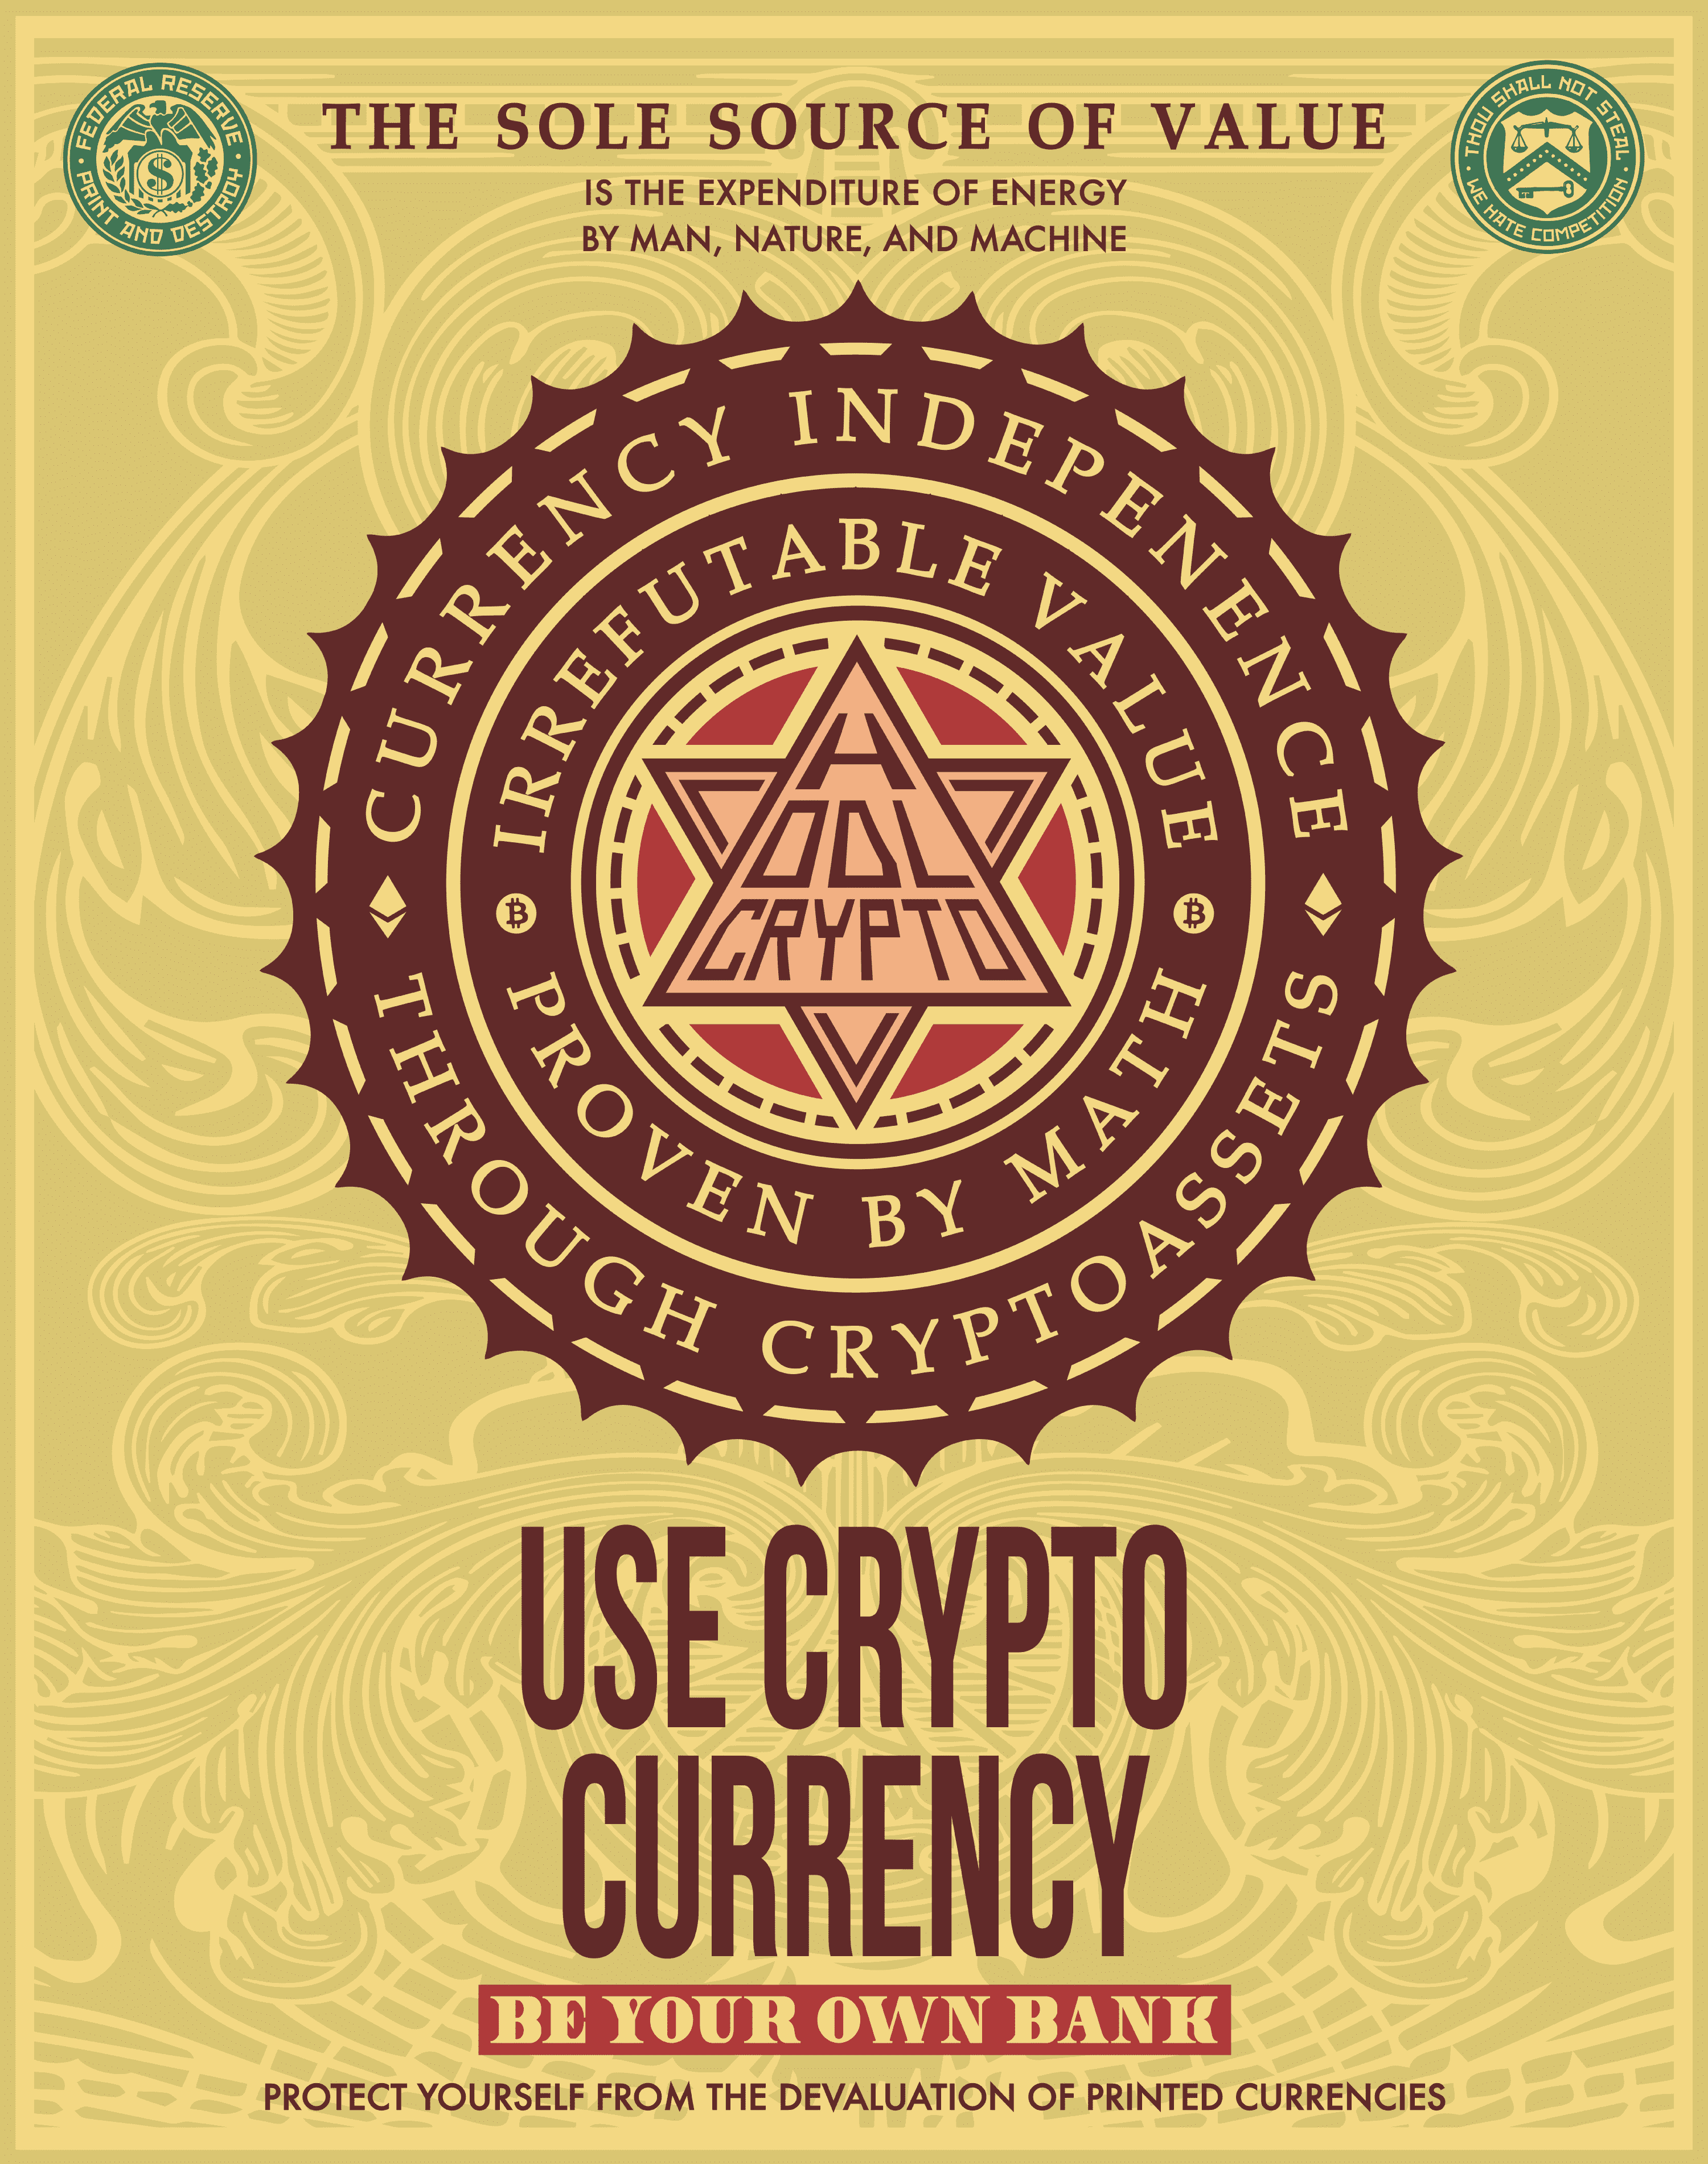 FEDERAL RESERVE
PRINT AND DESTROY
THE SOLE SOURCE OF VALUE
IS THE EXPENDITURE OF ENERGY
BY MAN, NATURE, AND MACHINE
THOU SHALL NOT STEAL
WE HATE COMPETITION
CURRENCY INDEPENENCE
THROUGH CRYPTOASSETS
IRREFUTABLE VALUE
PROVEN BY MATH
H
ODL
CRYPTO
USE CRYPTO
CURRENCY
BE YOUR OWN BANK
PROTECT YOURSELF FROM THE DEVALUATION OF PRINTED CURRENCIES